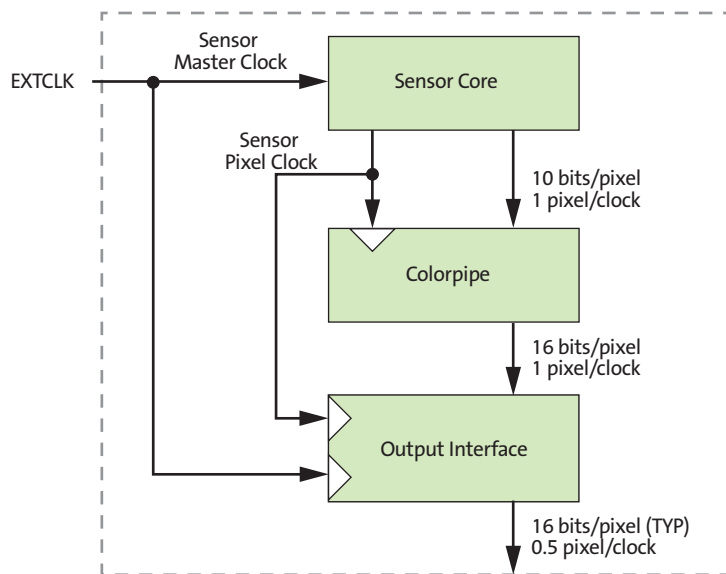 Sensor
Master Clock
EXTCLK
Sensor Core
Sensor
Pixel Clock
10 bits/pixel
1 pixel/clock
Colorpipe
16 bits/pixel
1 pixel/clock
Output Interface
16 bits/pixel (TYP)
0.5 pixel/clock